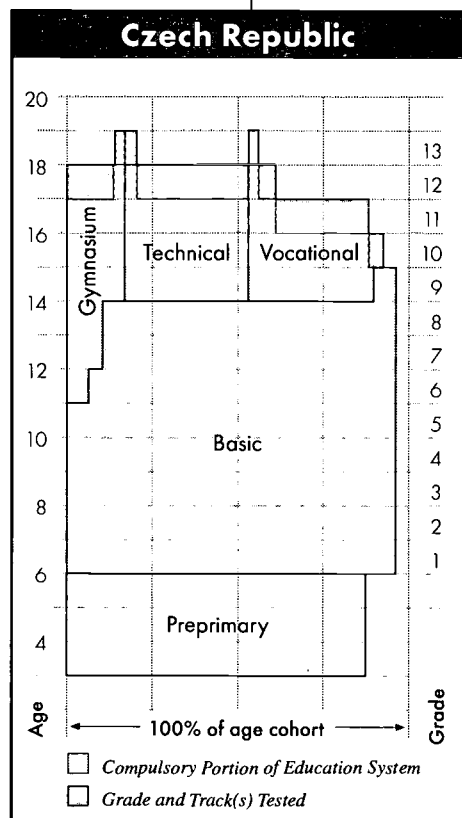 Czech Republic
20
18
16
14
12
10
8
6
4
Age
Gymnasium
Technical
Vocational
Basic
Preprimary
13
12
11
10
9
8
7
6
5
4
3
2
1
Grade
100% of age cohort
Compulsory Portion of Education System
Grade and Track(s) Tested